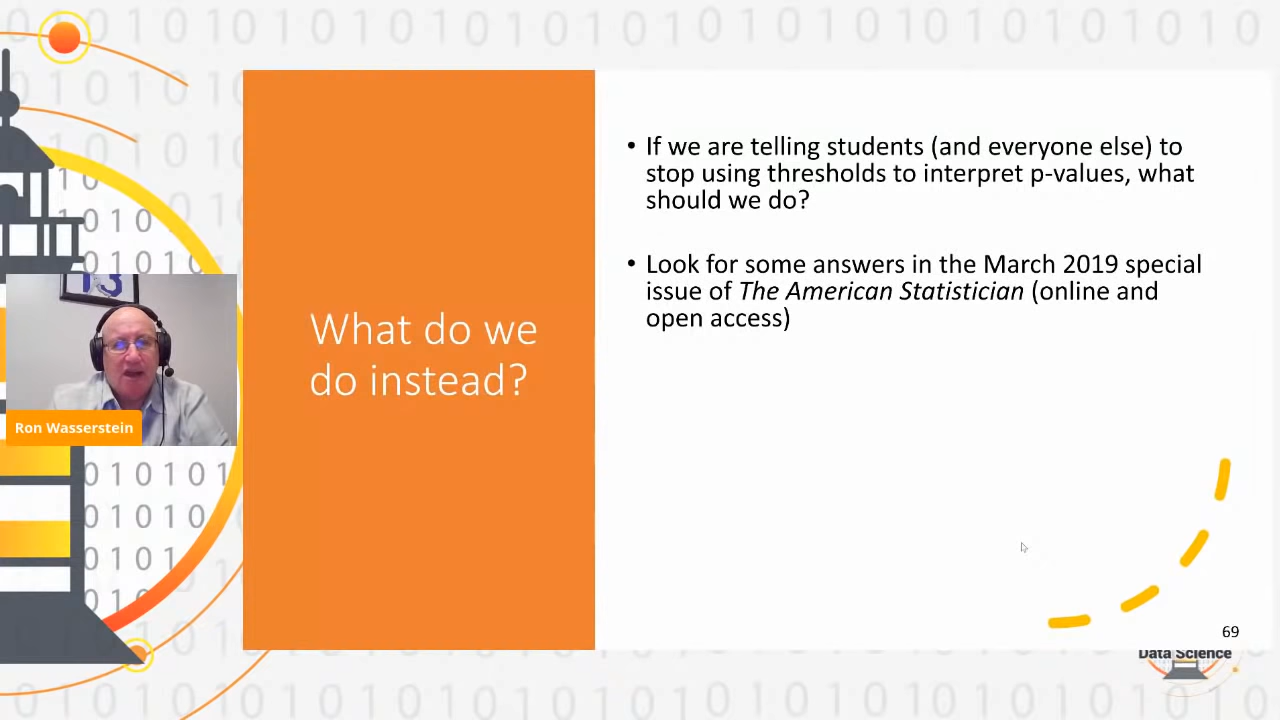 • If we are telling students (and everyone else) to
stop using thresholds to interpret p-values, what
should we do?
• Look for some answers in the March 2019 special
issue of The American Statistician (online and
open access)
What do we
do instead?
13
Ron Wasserstein
69
Data Science